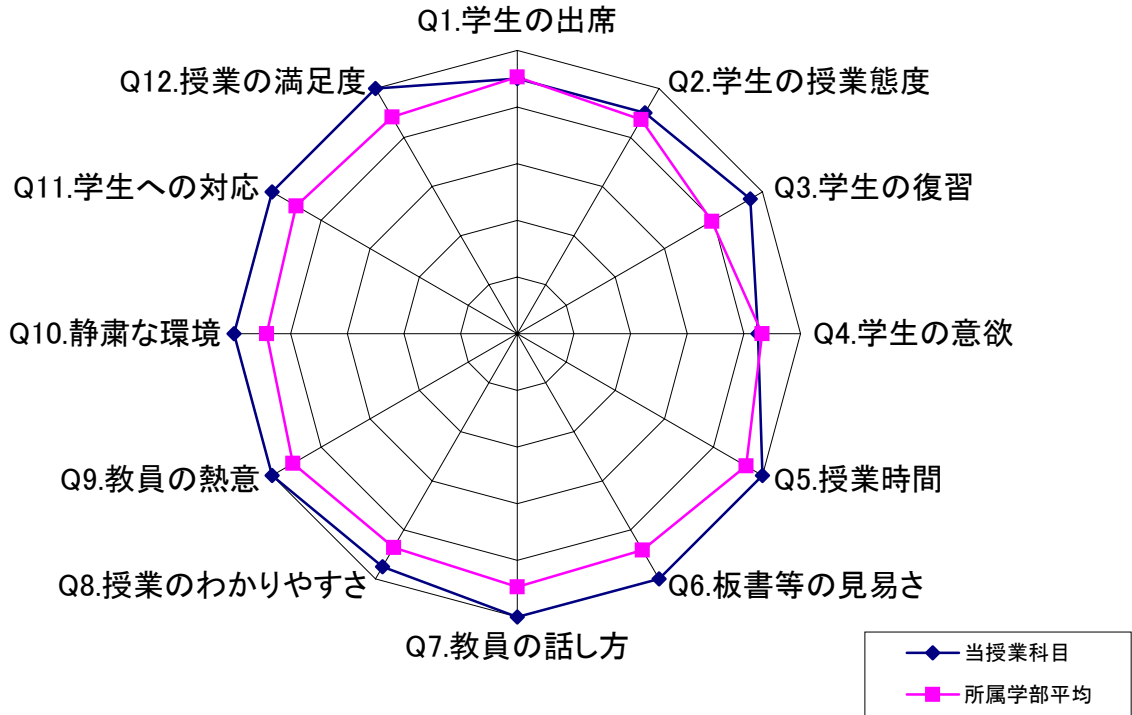 Q1.学生の出席
Q2.学生の授業態度
Q3.学生の復習
Q4.学生の意欲
Q5.授業時間
Q6.板書等の見易さ
Q7.教員の話し方
Q8.授業のわかりやすさ
Q9.教員の熱意
Q10.静粛な環境
Q11.学生への対応
Q12.授業の満足度
当授業科目
所属学部平均